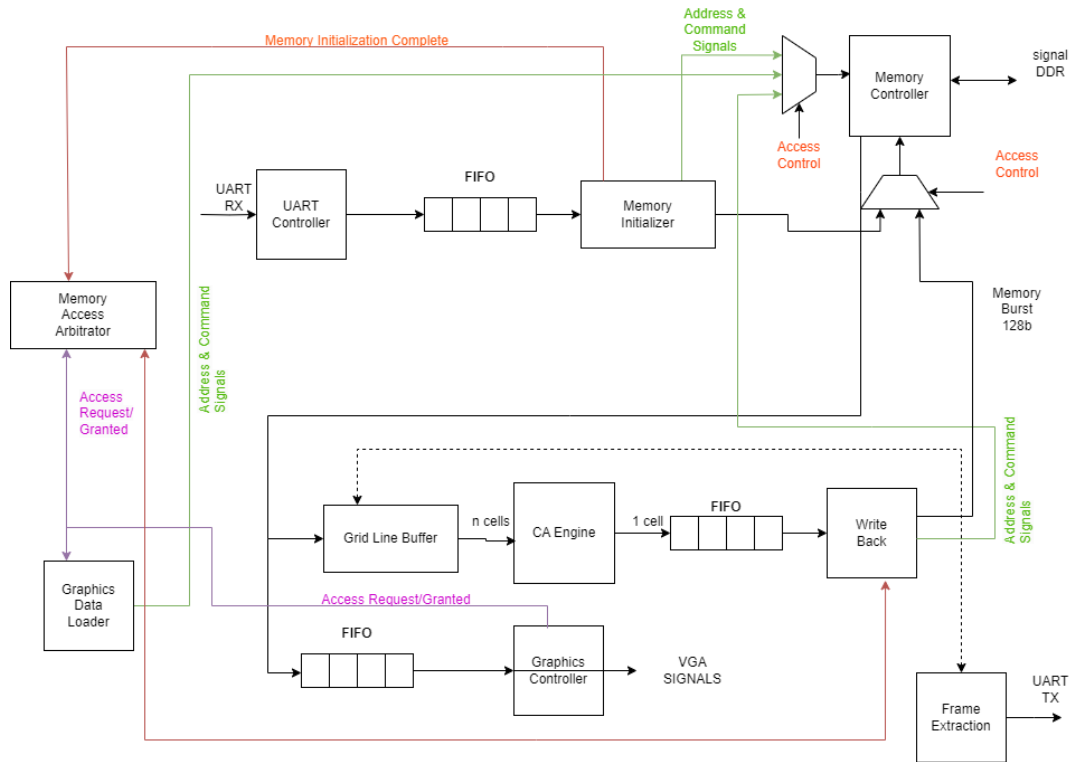 Address &
Command
Signals
Memory Initialization Complete
signal
DDR
Memory
Controller
Access
Control
Access
Control
FIFO
UART
RX
UART
Controller
Memory
Initializer
Memory
Access
Arbitrator
Memory
Burst
128b
Address & Command
Signals
Access
Request/
Granted
Address & Command
Signals
Grid Line Buffer
n cells
CA Engine
1 cell
FIFO
Write
Back
Graphics
Data
Loader
Access Request/Granted
FIFO
Graphics
Controller
VGA
SIGNALS
UART
TX
Frame
Extraction